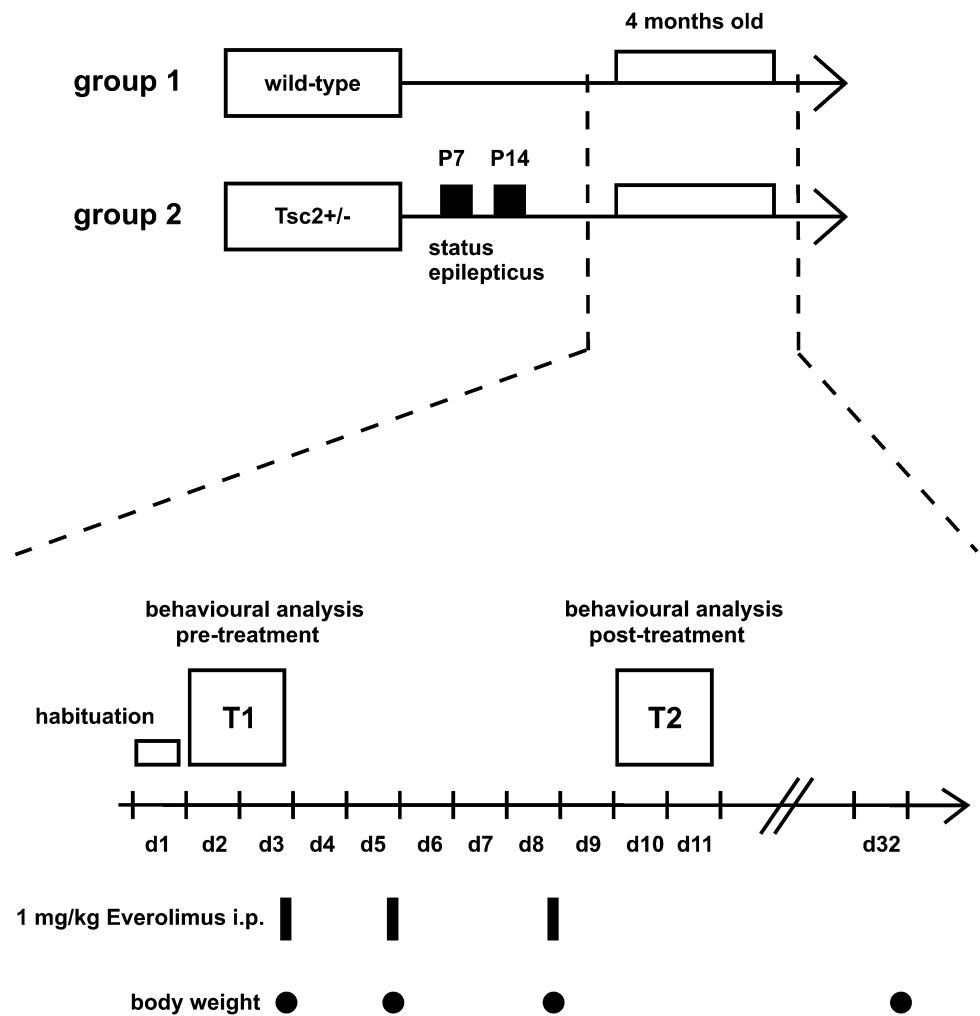 4 months old
group 1
wild-type
P7 P14
group 2
Tsc2+/-
status
epilepticus
behavioural analysis
pre-treatment
behavioural analysis
post-treatment
habituation
T1
T2
d1 d2 d3 d4 d5 d6 d7 d8 d9 d10 d11 d32
1 mg/kg Everolimus i.p.
body weight